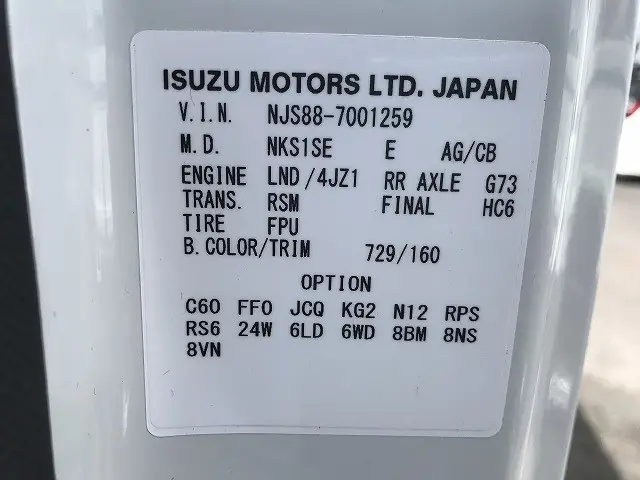 ISUZU MOTORS LTD. JAPAN
V.I.N. NJS88-7001259
M.D. NKS1SE E AG/CB
ENGINE LND/4JZ1 RR AXLE G73
TRANS. RSM FINAL HC6
TIRE FPU
B.COLOR/TRIM 729/160
OPTION
C60 FF0 JCQ KG2 N12 RPS
RS6 24W 6LD 6WD 8BM 8NS
8VN